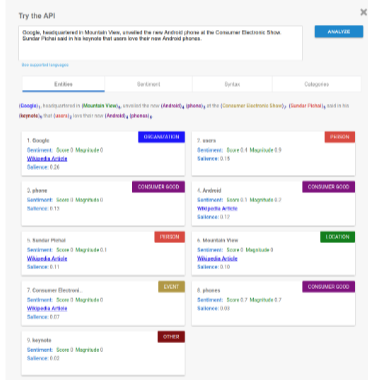 Try the API
Google, headquartered in Mountain View, unveiled the new Android phone at the Consumer Electronic Show.
Sundar Pichai said in his keynote that users love their new Android phones.
ANALYZE
See supported languages
Entities
Sentiment
Syntax
Categories
⟨Google⟩1, headquartered in ⟨Mountain View⟩6, unveiled the new ⟨Android⟩4 ⟨phone⟩3 at the ⟨Consumer Electronic Show⟩7. ⟨Sundar Pichai⟩5 said in his
⟨keynote⟩9 that ⟨users⟩2 love their new ⟨Android⟩4 ⟨phones⟩8.
ORGANIZATION
1. Google
Sentiment: Score 0 Magnitude 0
Wikipedia Article
Salience: 0.26
PERSON
2. users
Sentiment: Score 0.4 Magnitude 0.9
Salience: 0.15
CONSUMER GOOD
3. phone
Sentiment: Score 0 Magnitude 0
Salience: 0.13
CONSUMER GOOD
4. Android
Sentiment: Score 0.1 Magnitude 0.2
Wikipedia Article
Salience: 0.12
PERSON
5. Sundar Pichai
Sentiment: Score 0 Magnitude 0.1
Wikipedia Article
Salience: 0.11
LOCATION
6. Mountain View
Sentiment: Score 0 Magnitude 0
Wikipedia Article
Salience: 0.10
EVENT
7. Consumer Electroni...
Sentiment: Score 0 Magnitude 0
Wikipedia Article
Salience: 0.07
CONSUMER GOOD
8. phones
Sentiment: Score 0.7 Magnitude 0.7
Salience: 0.03
OTHER
9. keynote
Sentiment: Score 0 Magnitude 0
Salience: 0.02